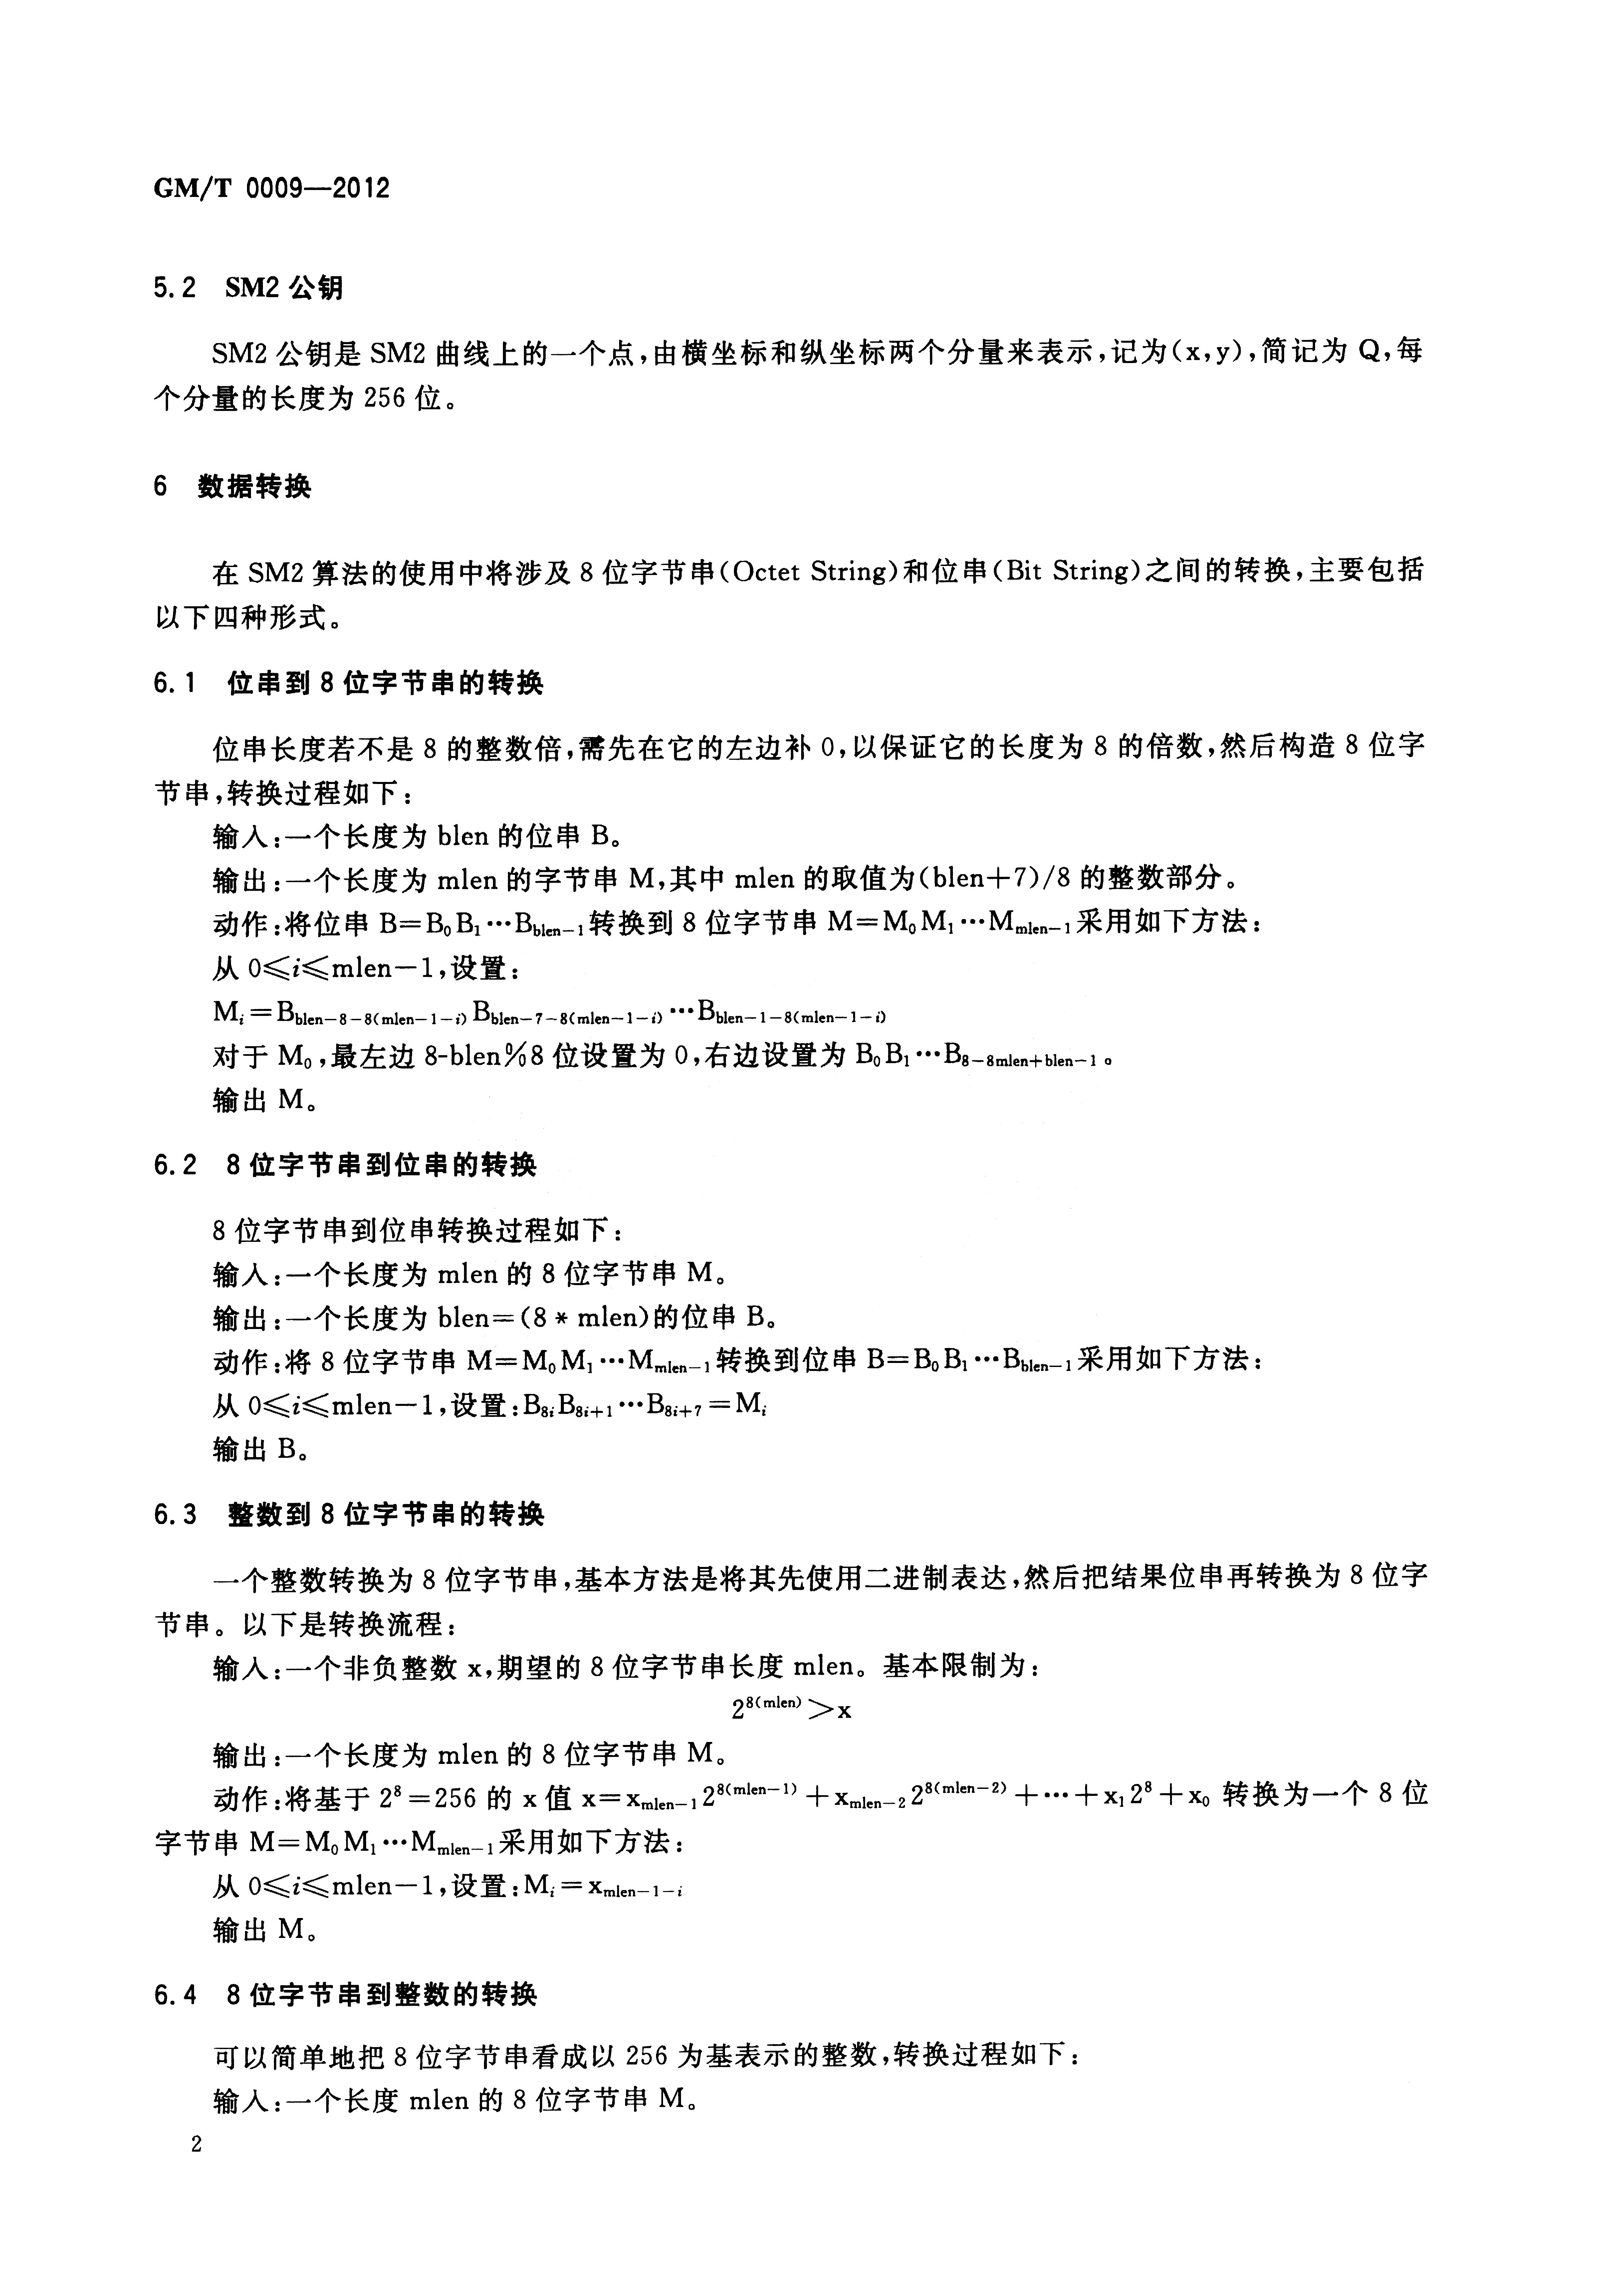 GM/T 0009—2012
5.2 SM2 公钥
SM2 公钥是 SM2 曲线上的一个点,由横坐标和纵坐标两个分量来表示,记为(x,y),简记为 Q,每
个分量的长度为 256 位。
6 数据转换
在 SM2 算法的使用中将涉及 8 位字节串(Octet String)和位串(Bit String)之间的转换,主要包括
以下四种形式。
6.1 位串到 8 位字节串的转换
位串长度若不是 8 的整数倍,需先在它的左边补 0,以保证它的长度为 8 的倍数,然后构造 8 位字
节串,转换过程如下:
输入:一个长度为 blen 的位串 B。
输出:一个长度为 mlen 的字节串 M,其中 mlen 的取值为(blen+7)/8 的整数部分。
动作:将位串 B=B₀B₁…B_{blen-1}转换到 8 位字节串 M=M₀M₁…M_{mlen-1}采用如下方法:
从 0≤i≤mlen-1,设置:
M_i=B_{blen-8-8(mlen-1-i)}B_{blen-7-8(mlen-1-i)}…B_{blen-1-8(mlen-1-i)}
对于 M₀,最左边 8-blen%8 位设置为 0,右边设置为 B₀B₁…B_{8-8mlen+blen-1}。
输出 M。
6.2 8 位字节串到位串的转换
8 位字节串到位串转换过程如下:
输入:一个长度为 mlen 的 8 位字节串 M。
输出:一个长度为 blen=(8*mlen)的位串 B。
动作:将 8 位字节串 M=M₀M₁…M_{mlen-1}转换到位串 B=B₀B₁…B_{blen-1}采用如下方法:
从 0≤i≤mlen-1,设置:B_{8i}B_{8i+1}…B_{8i+7}=M_i
输出 B。
6.3 整数到 8 位字节串的转换
一个整数转换为 8 位字节串,基本方法是将其先使用二进制表达,然后把结果位串再转换为 8 位字
节串。以下是转换流程:
输入:一个非负整数 x,期望的 8 位字节串长度 mlen。基本限制为:
2^{8(mlen)}>x
输出:一个长度为 mlen 的 8 位字节串 M。
动作:将基于 2⁸=256 的 x 值 x=x_{mlen-1}2^{8(mlen-1)}+x_{mlen-2}2^{8(mlen-2)}+…+x₁2⁸+x₀ 转换为一个 8 位
字节串 M=M₀M₁…M_{mlen-1}采用如下方法:
从 0≤i≤mlen-1,设置:M_i=x_{mlen-1-i}
输出 M。
6.4 8 位字节串到整数的转换
可以简单地把 8 位字节串看成以 256 为基表示的整数,转换过程如下:
输入:一个长度 mlen 的 8 位字节串 M。
2